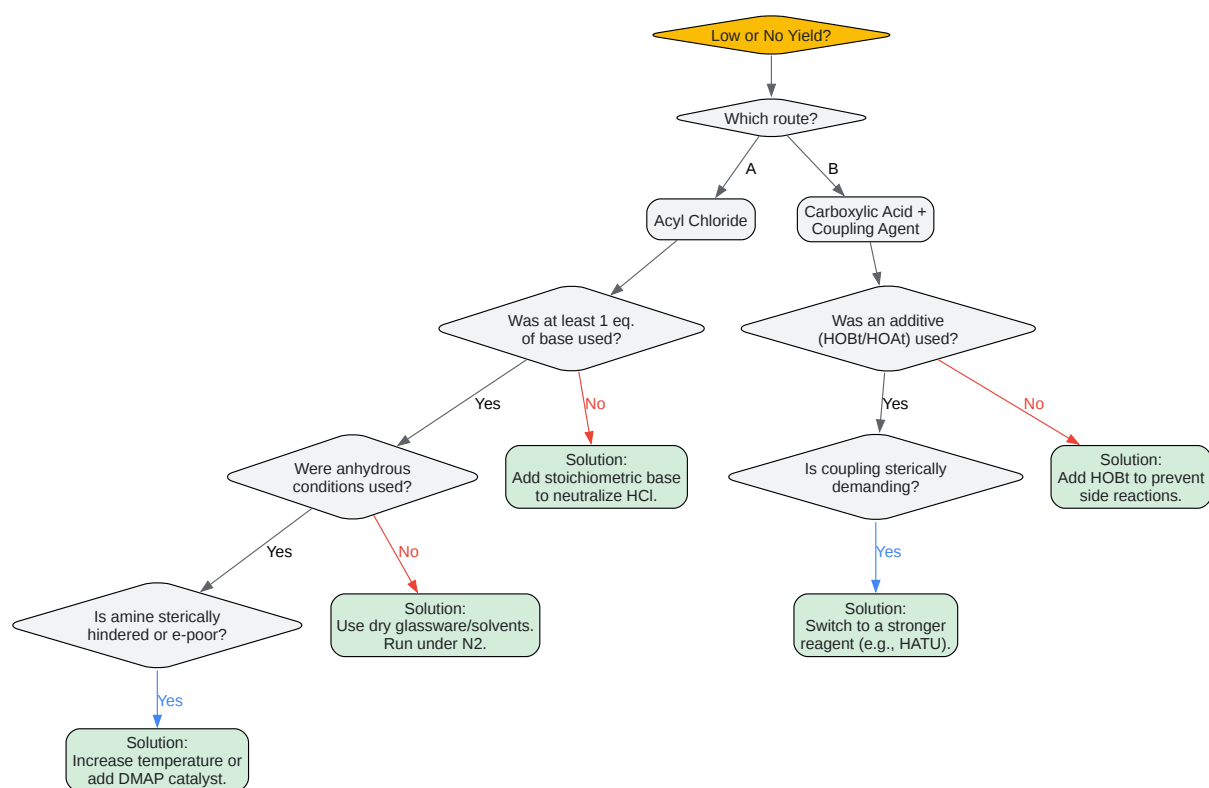 Low or No Yield?
Which route?
A
B
Acyl Chloride
Carboxylic Acid +
Coupling Agent
Was at least 1 eq.
of base used?
Was an additive
(HOBt/HOAt) used?
Yes
No
Yes
No
Were anhydrous
conditions used?
Solution:
Add stoichiometric base
to neutralize HCl.
Is coupling sterically
demanding?
Solution:
Add HOBt to prevent
side reactions.
Yes
No
Yes
Is amine sterically
hindered or e-poor?
Solution:
Use dry glassware/solvents.
Run under N2.
Solution:
Switch to a stronger
reagent (e.g., HATU).
Yes
Solution:
Increase temperature or
add DMAP catalyst.